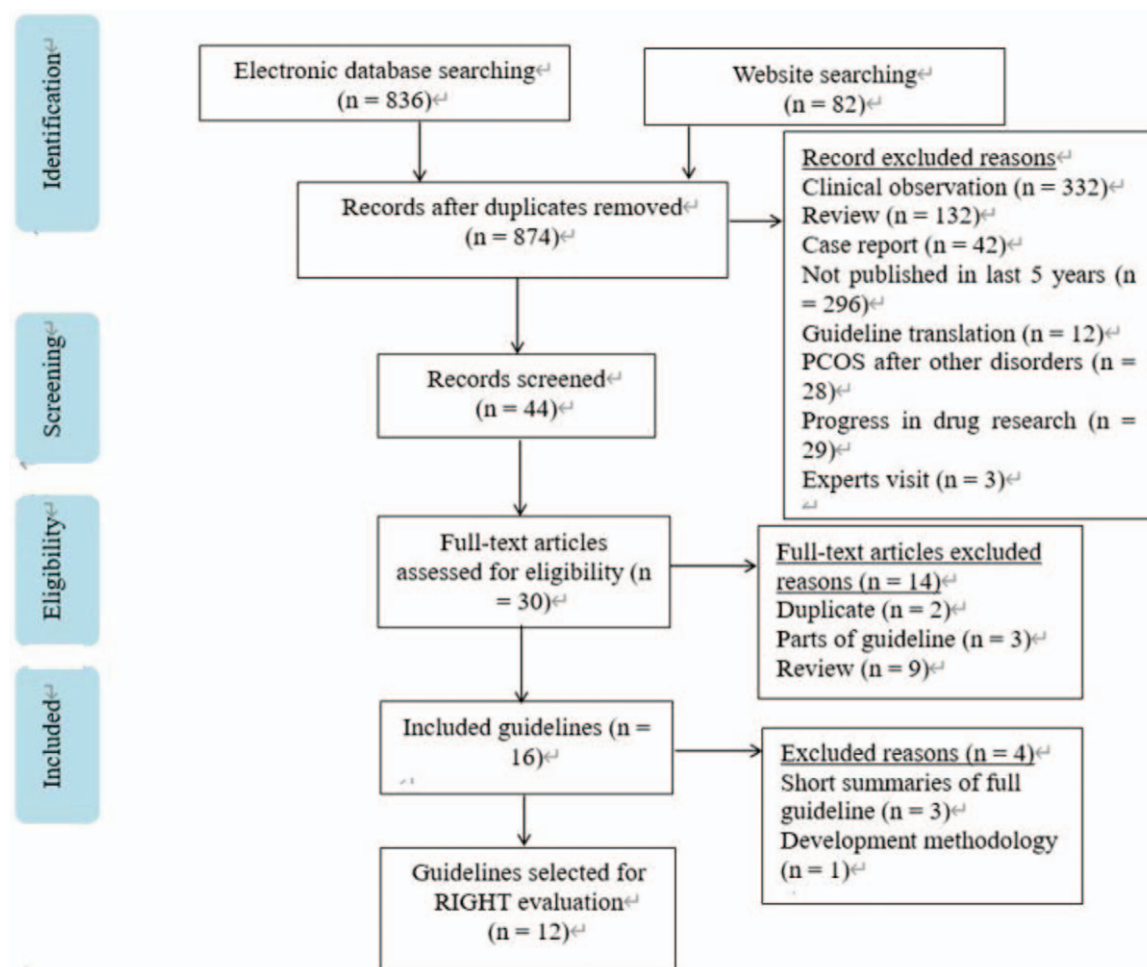 Identification↵
Electronic database searching↵
(n = 836)↵
Website searching↵
(n = 82)↵
Records after duplicates removed↵
(n = 874)↵
Record excluded reasons↵
Clinical observation (n = 332)↵
Review (n = 132)↵
Case report (n = 42)↵
Not published in last 5 years (n
= 296)↵
Guideline translation (n = 12)↵
PCOS after other disorders (n =
28)↵
Progress in drug research (n =
29)↵
Experts visit (n = 3)↵
↵
Screening↵
Records screened↵
(n = 44)↵
Eligibility↵
Full-text articles
assessed for eligibility (n
= 30)↵
Full-text articles excluded
reasons (n = 14)↵
Duplicate (n = 2)↵
Parts of guideline (n = 3)↵
Review (n = 9)↵
Included↵
Included guidelines (n =
16)↵
Excluded reasons (n = 4)↵
Short summaries of full
guideline (n = 3)↵
Development methodology
(n = 1)↵
Guidelines selected for
RIGHT evaluation↵
(n = 12)↵